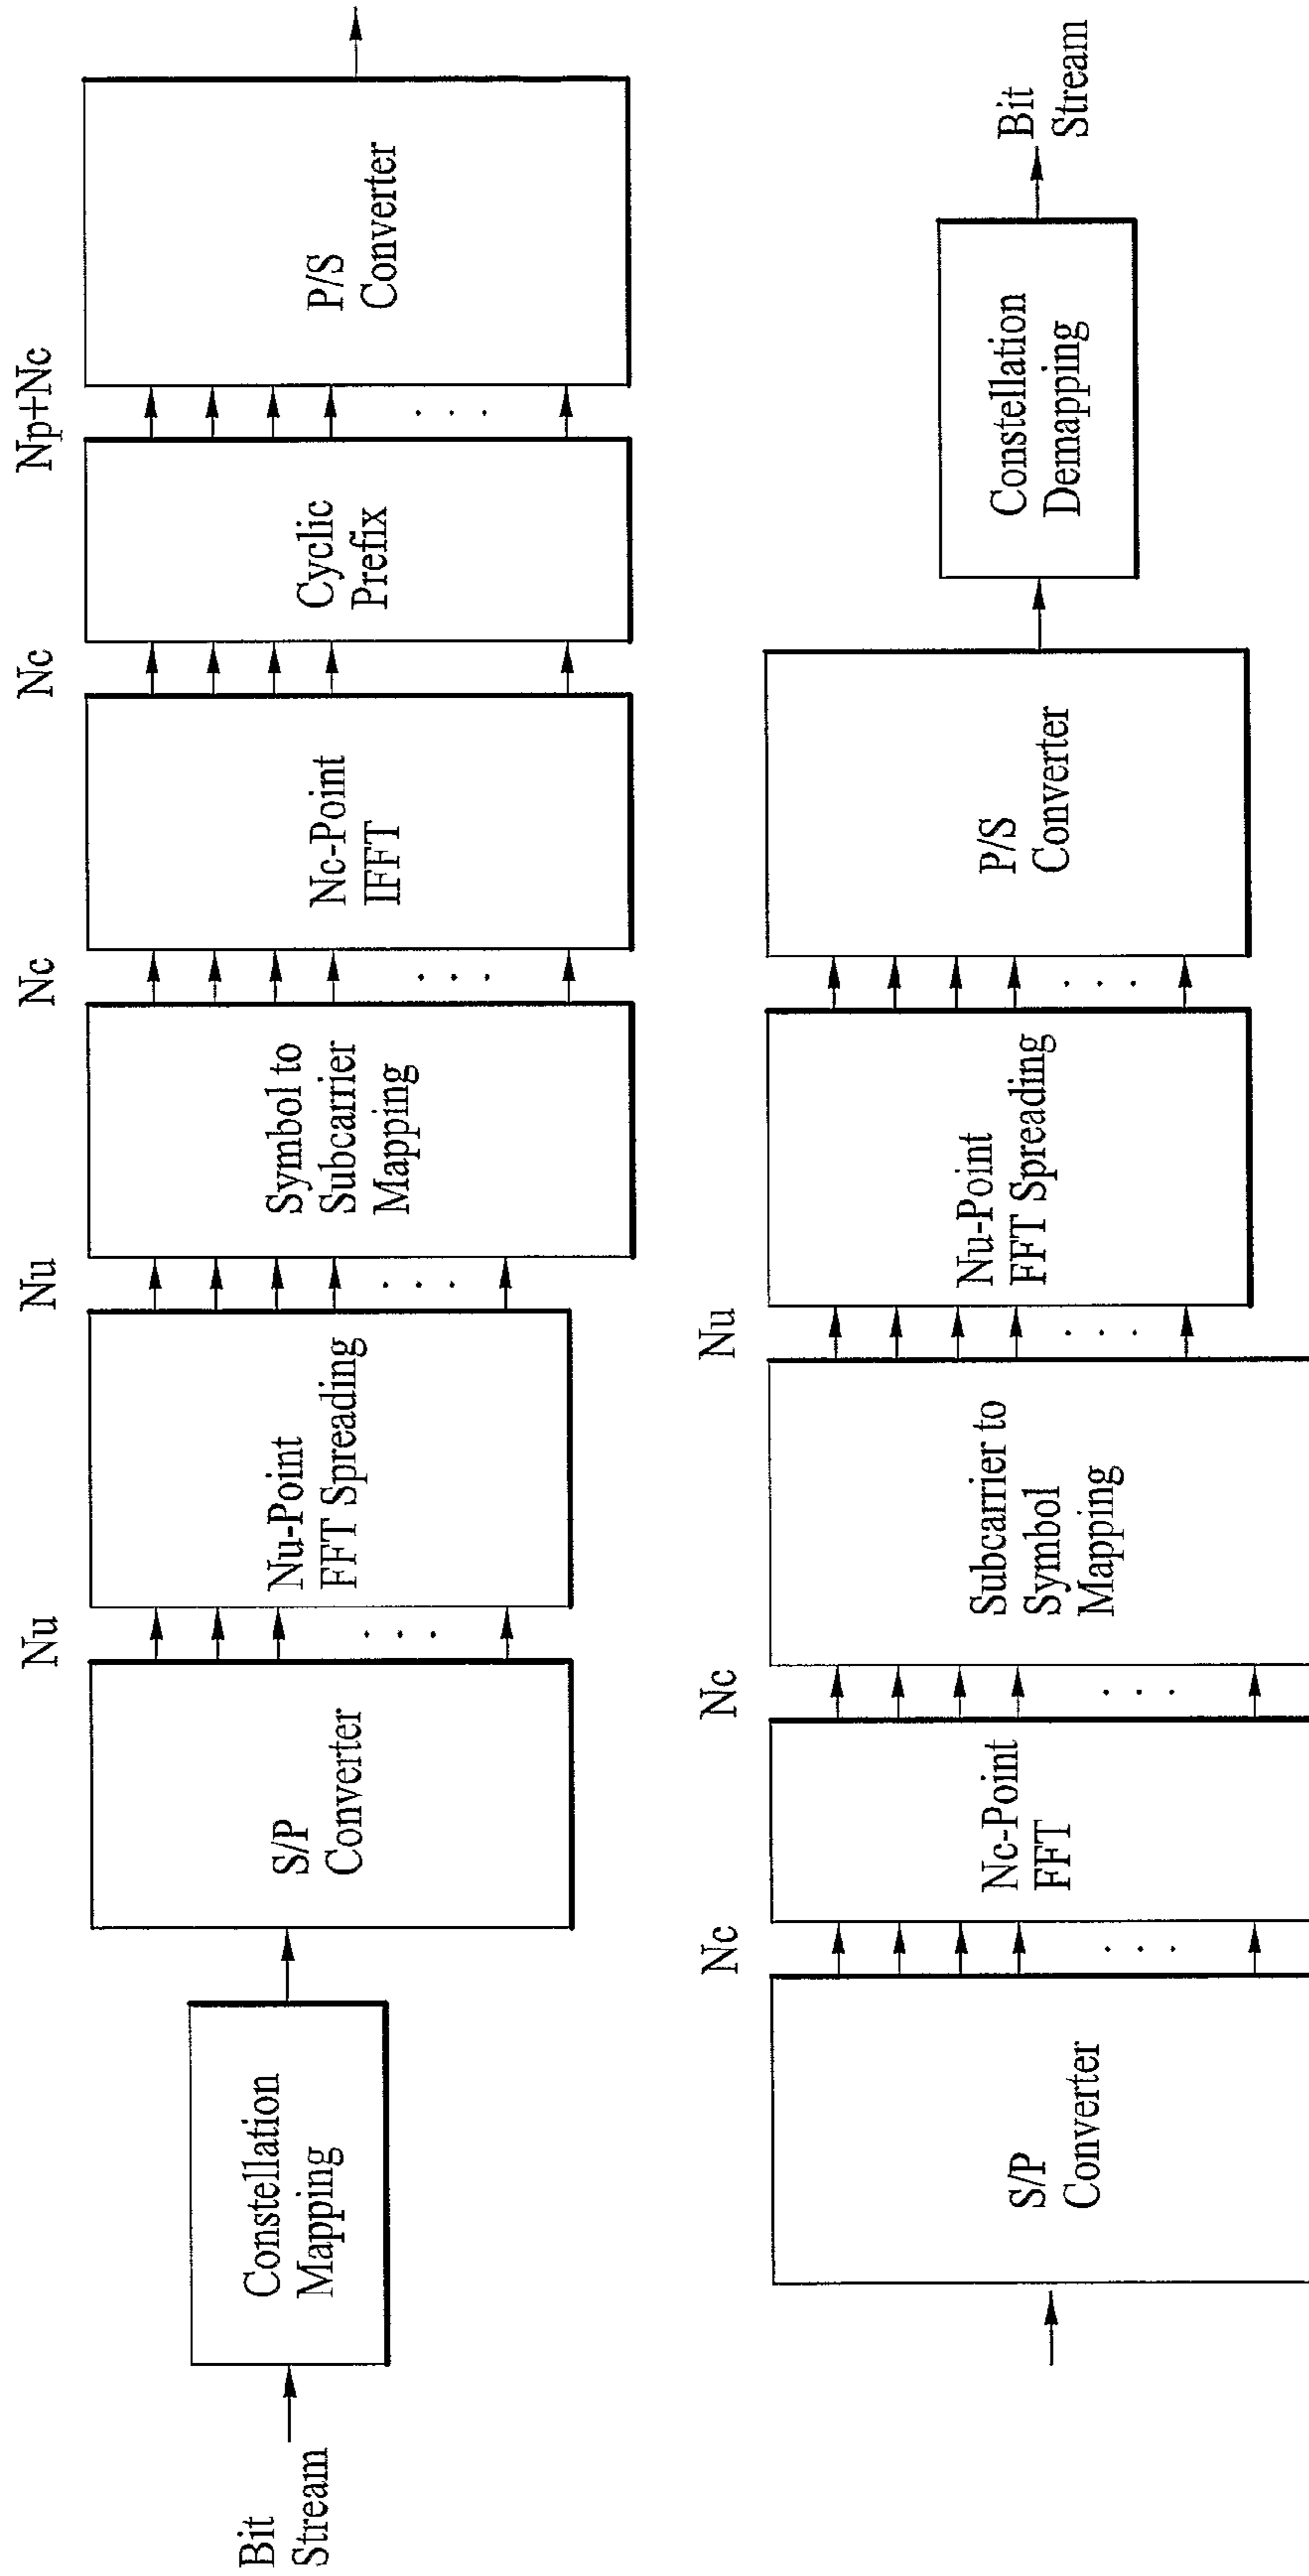 Bit
Stream
Constellation
Mapping
S/P
Converter
Nu
Nu-Point
FFT Spreading
Nu
Symbol to
Subcarrier
Mapping
Nc
Nc-Point
IFFT
Nc
Cyclic
Prefix
Np+Nc
P/S
Converter
S/P
Converter
Nc
Nc-Point
FFT
Nc
Subcarrier to
Symbol
Mapping
Nu
Nu-Point
FFT Spreading
P/S
Converter
Constellation
Demapping
Bit
Stream